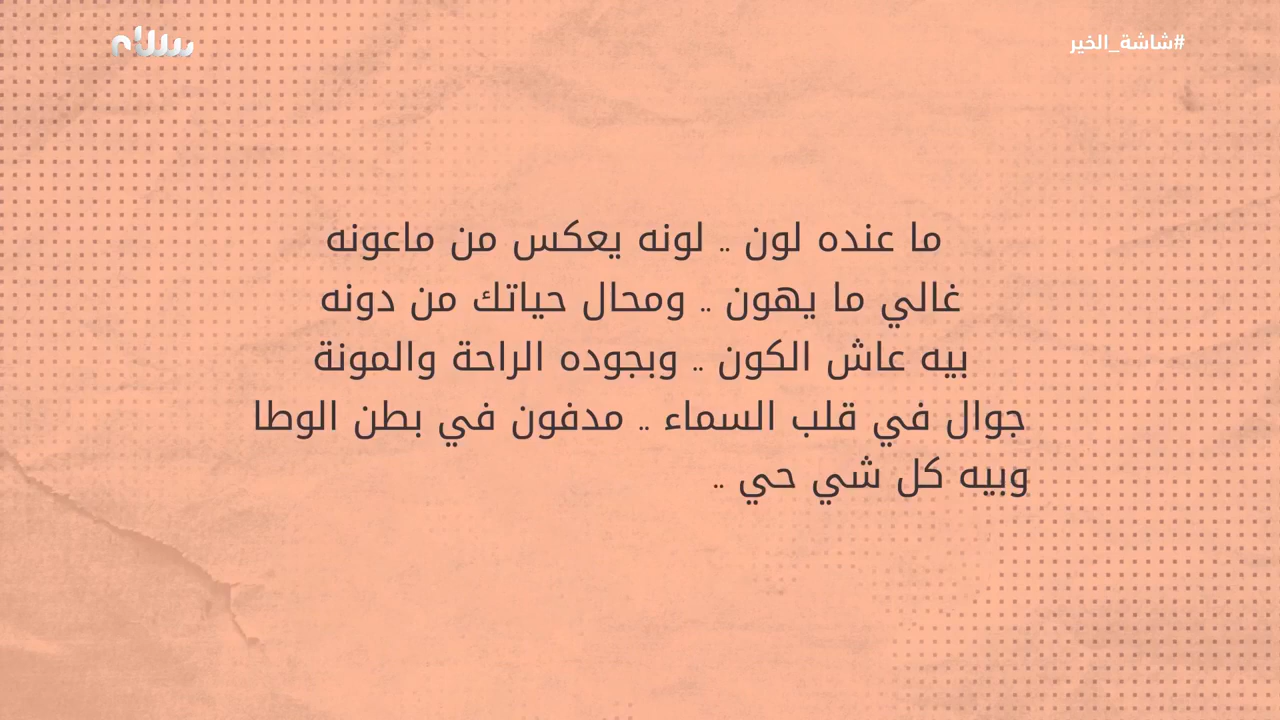 #شاشة_الخير
سلام
ما عنده لون .. لونه يعكس من ماعونه
غالي ما يهون .. ومحال حياتك من دونه
بيه عاش الكون .. وبجوده الراحة والمونة
جوال في قلب السماء .. مدفون في بطن الوطا
وبيه كل شي حي ..